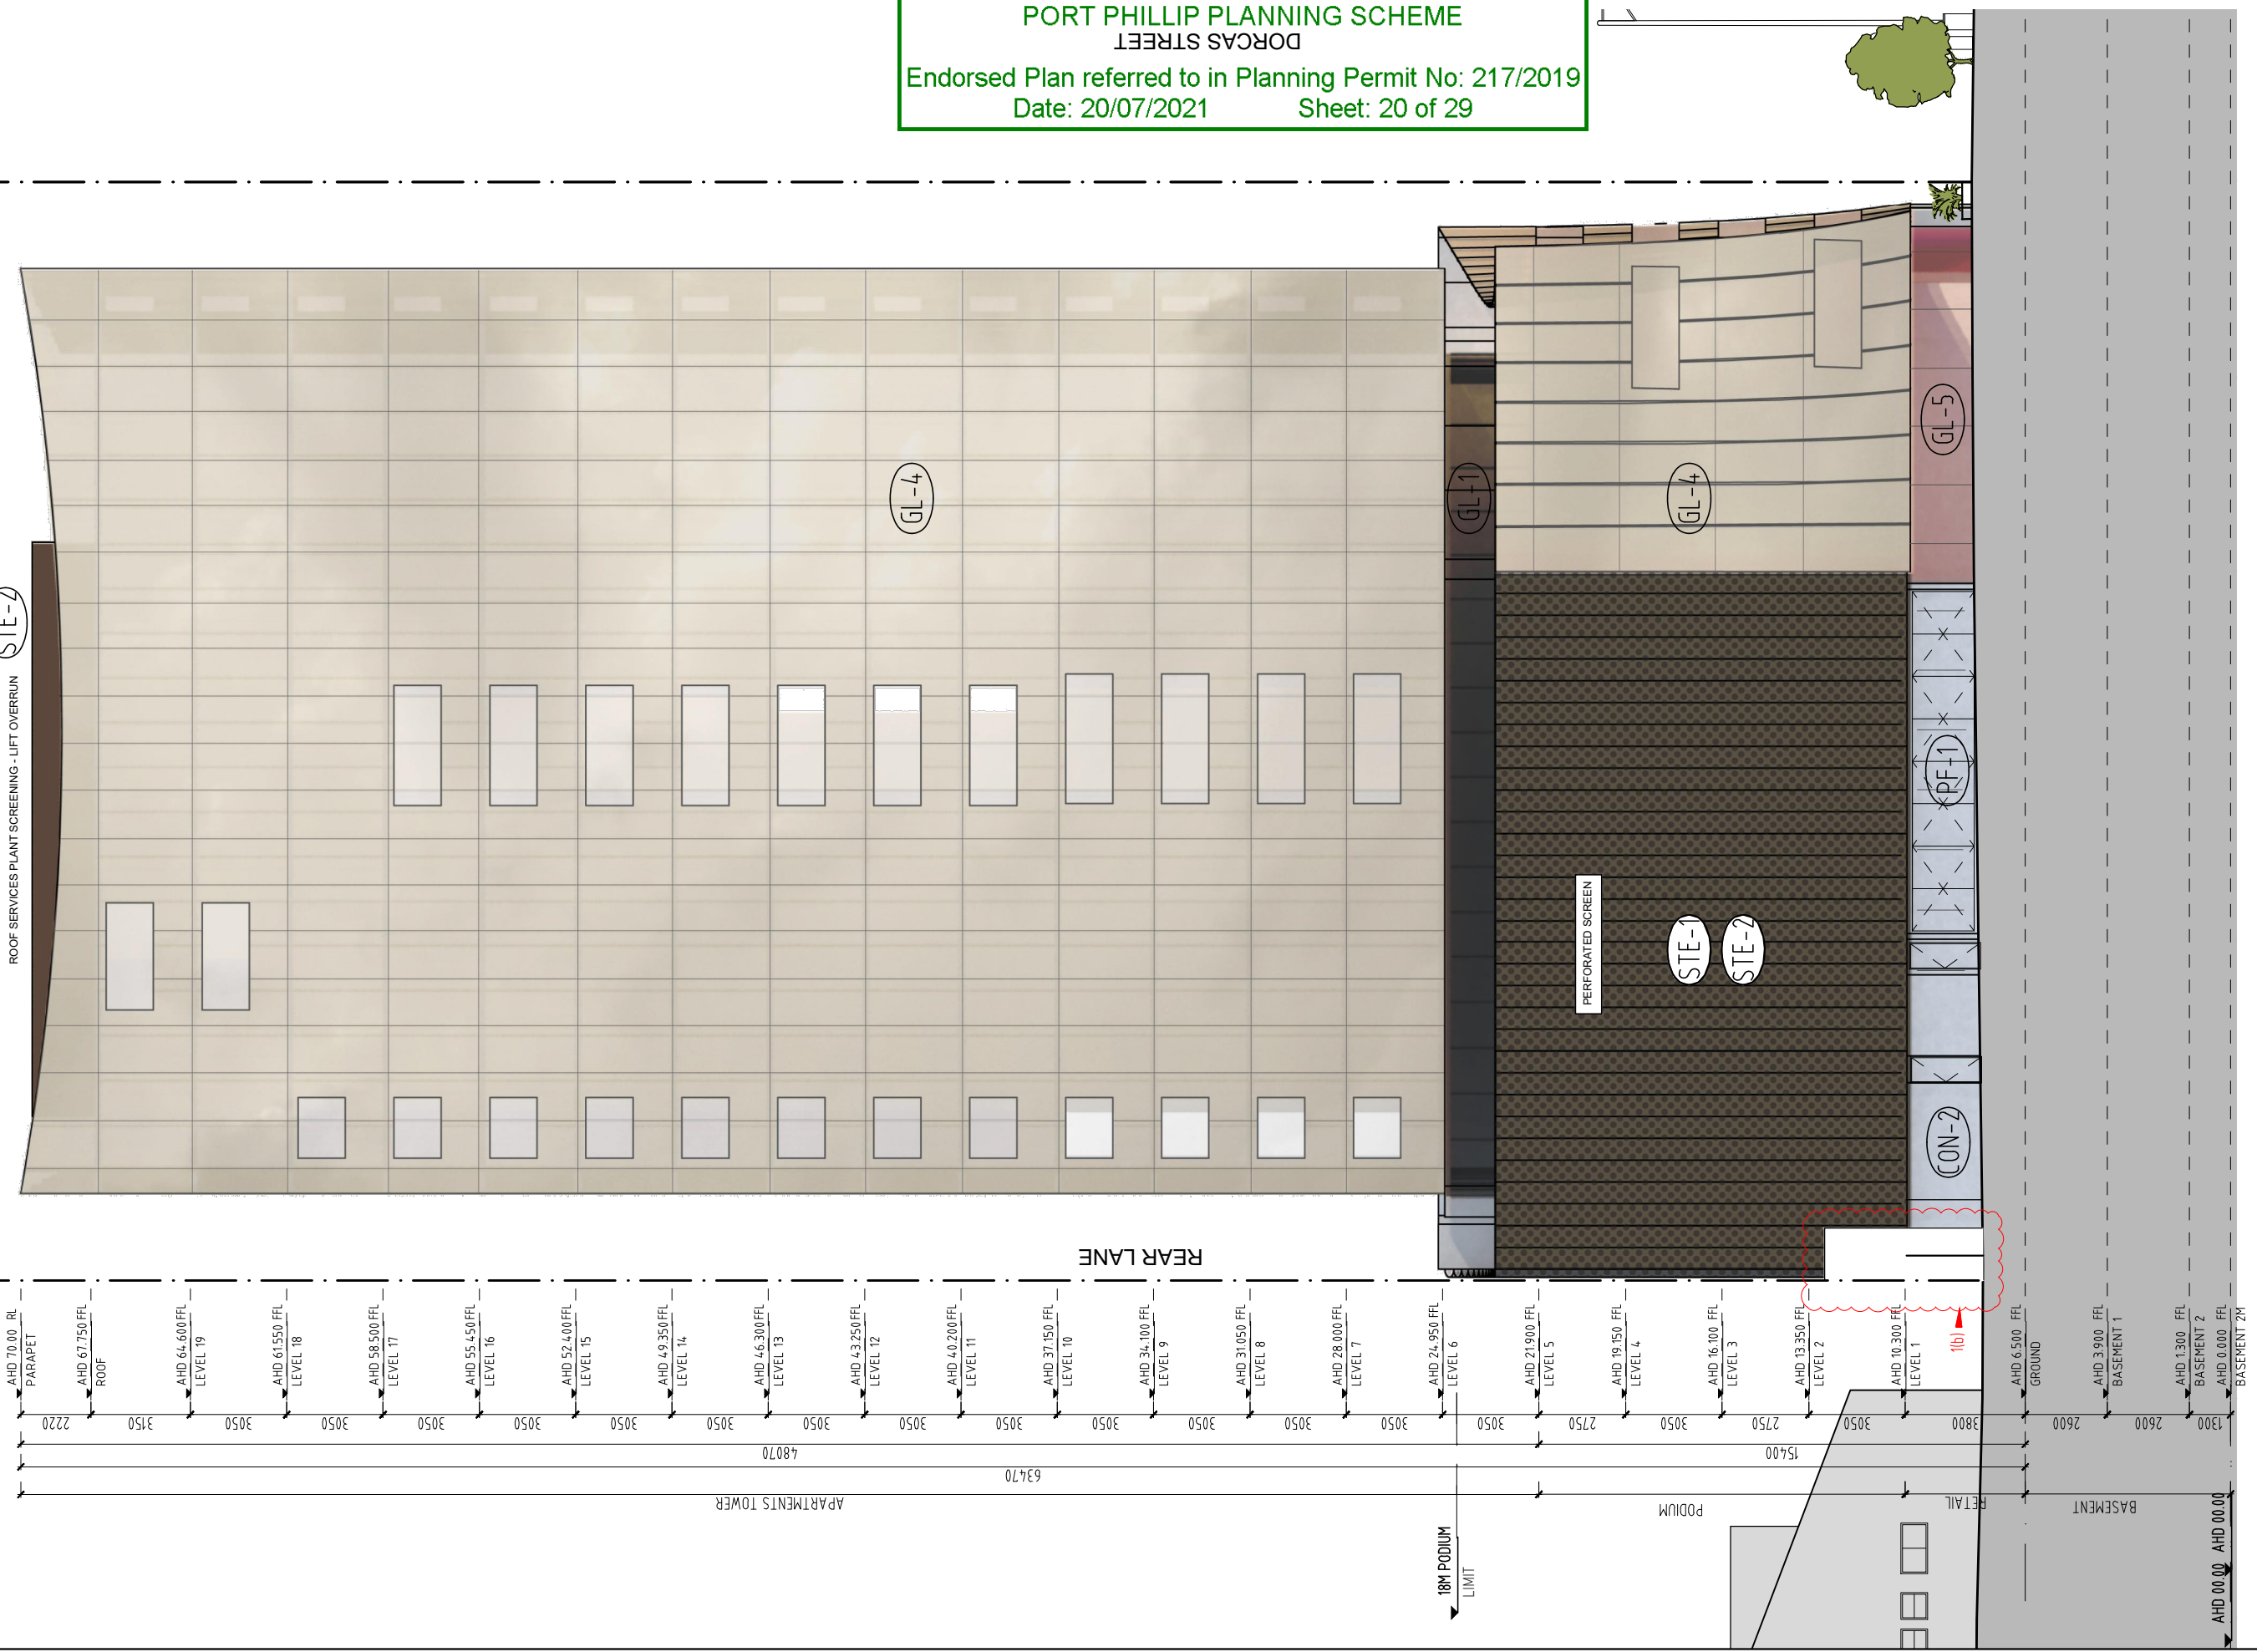 PORT PHILLIP PLANNING SCHEME
DORCAS STREET
Endorsed Plan referred to in Planning Permit No: 217/2019
Date: 20/07/2021 Sheet: 20 of 29
STE-2
ROOF SERVICES PLANT SCREENING - LIFT OVERRUN
GL-4
GL-1
GL-4
GL-5
PF-1
PERFORATED SCREEN
STE-1
STE-2
CON-2
REAR LANE
AHD 70.00 RL
PARAPET
AHD 67.750 FFL
ROOF
AHD 64.600 FFL
LEVEL 19
AHD 61.550 FFL
LEVEL 18
AHD 58.500 FFL
LEVEL 17
AHD 55.450 FFL
LEVEL 16
AHD 52.400 FFL
LEVEL 15
AHD 49.350 FFL
LEVEL 14
AHD 46.300 FFL
LEVEL 13
AHD 43.250 FFL
LEVEL 12
AHD 40.200 FFL
LEVEL 11
AHD 37.150 FFL
LEVEL 10
AHD 34.100 FFL
LEVEL 9
AHD 31.050 FFL
LEVEL 8
AHD 28.000 FFL
LEVEL 7
AHD 24.950 FFL
LEVEL 6
AHD 21.900 FFL
LEVEL 5
AHD 19.150 FFL
LEVEL 4
AHD 16.100 FFL
LEVEL 3
AHD 13.350 FFL
LEVEL 2
AHD 10.300 FFL
LEVEL 1
1(b)
AHD 6.500 FFL
GROUND
AHD 3.900 FFL
BASEMENT 1
AHD 1.300 FFL
BASEMENT 2
AHD 0.000 FFL
BASEMENT 2M
2220
3150
3050
3050
3050
3050
3050
3050
3050
3050
3050
3050
3050
3050
3050
3050
2750
3050
2750
3050
3800
2600
2600
1300
48070
15400
63470
APARTMENTS TOWER
PODIUM
RETAIL
BASEMENT
18M PODIUM
LIMIT
AHD 00.00
AHD 00.00